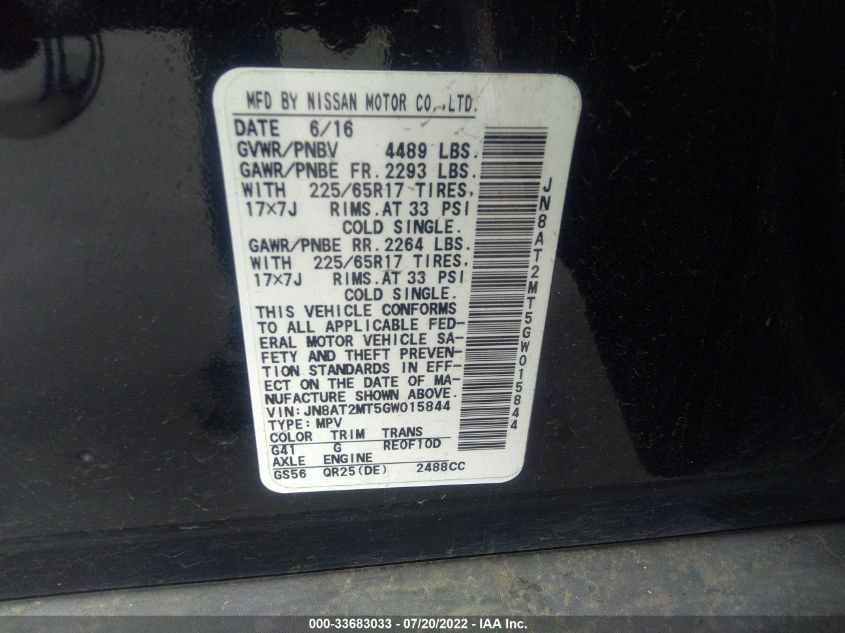 MFD BY NISSAN MOTOR CO.,LTD.
DATE 6/16
GVWR/PNBV 4489 LBS.
GAWR/PNBE FR. 2293 LBS.
WITH 225/65R17 TIRES,
17×7J RIMS.AT 33 PSI
COLD SINGLE.
GAWR/PNBE RR. 2264 LBS.
WITH 225/65R17 TIRES,
17×7J RIMS.AT 33 PSI
COLD SINGLE.
THIS VEHICLE CONFORMS
TO ALL APPLICABLE FED-
ERAL MOTOR VEHICLE SA-
FETY AND THEFT PREVEN-
TION STANDARDS IN EFF-
ECT ON THE DATE OF MA-
NUFACTURE SHOWN ABOVE.
VIN: JN8AT2MT5GW015844
TYPE: MPV
COLOR TRIM TRANS
G41 G RE0F10D
AXLE ENGINE
GS56 QR25(DE) 2488CC
JN8AT2MT5GW015844
000-33683033 - 07/20/2022 - IAA Inc.